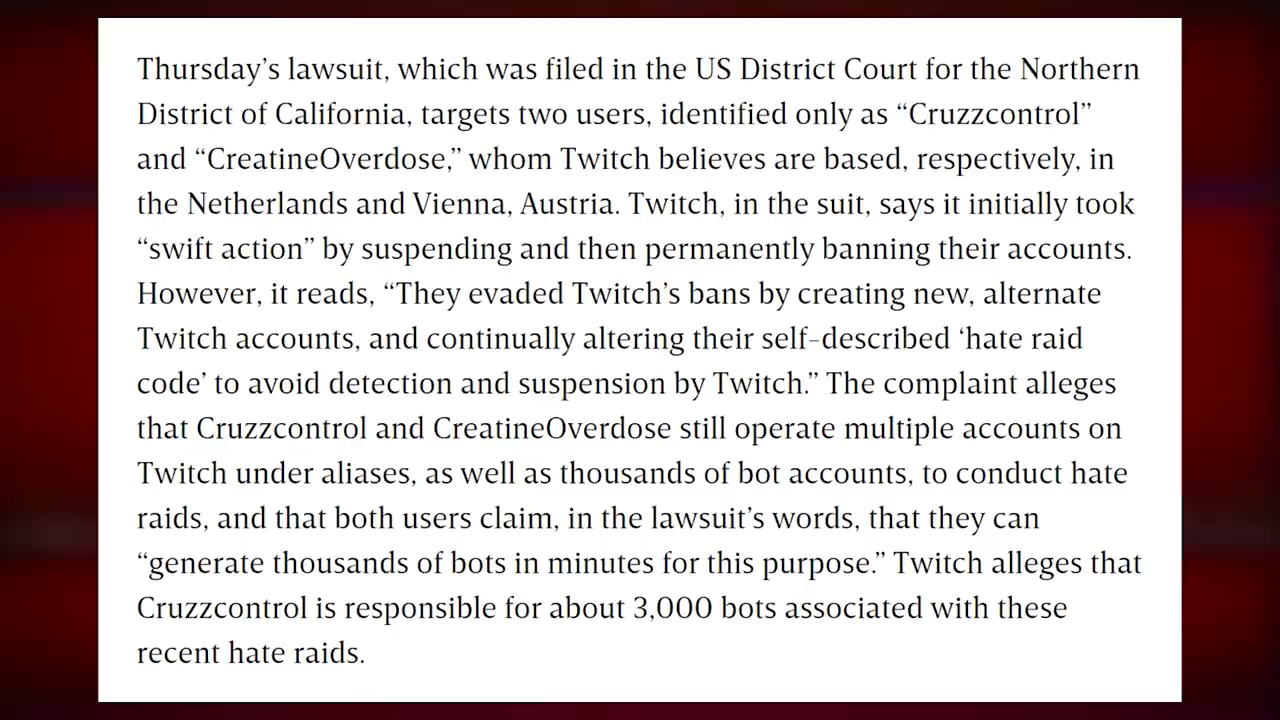 Thursday’s lawsuit, which was filed in the US District Court for the Northern
District of California, targets two users, identified only as “Cruzzcontrol”
and “CreatineOverdose,” whom Twitch believes are based, respectively, in
the Netherlands and Vienna, Austria. Twitch, in the suit, says it initially took
“swift action” by suspending and then permanently banning their accounts.
However, it reads, “They evaded Twitch’s bans by creating new, alternate
Twitch accounts, and continually altering their self-described ‘hate raid
code’ to avoid detection and suspension by Twitch.” The complaint alleges
that Cruzzcontrol and CreatineOverdose still operate multiple accounts on
Twitch under aliases, as well as thousands of bot accounts, to conduct hate
raids, and that both users claim, in the lawsuit’s words, that they can
“generate thousands of bots in minutes for this purpose.” Twitch alleges that
Cruzzcontrol is responsible for about 3,000 bots associated with these
recent hate raids.